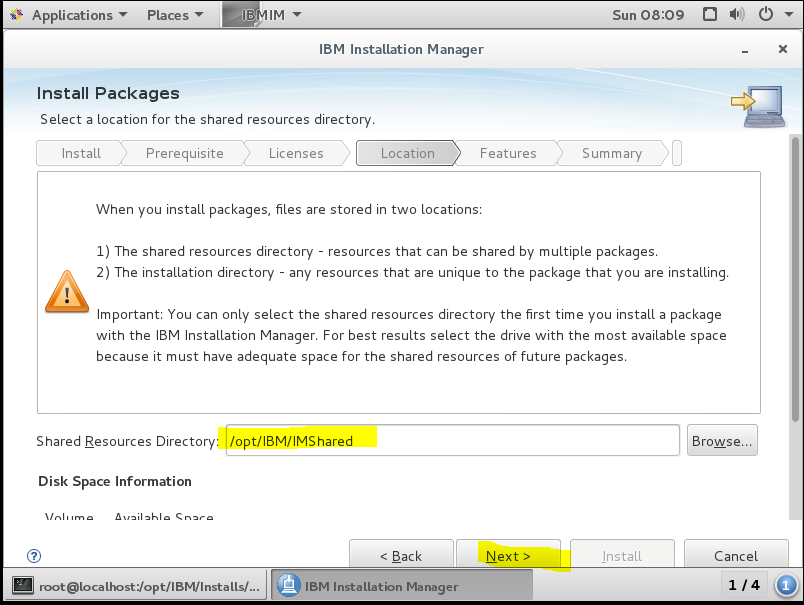 Applications Places IBMIM Sun 08:09
IBM Installation Manager
Install Packages
Select a location for the shared resources directory.
Install Prerequisite Licenses Location Features Summary
When you install packages, files are stored in two locations:
1) The shared resources directory - resources that can be shared by multiple packages.
2) The installation directory - any resources that are unique to the package that you are installing.
Important: You can only select the shared resources directory the first time you install a package
with the IBM Installation Manager. For best results select the drive with the most available space
because it must have adequate space for the shared resources of future packages.
Shared Resources Directory: /opt/IBM/IMShared Browse...
Disk Space Information
Volume Available Space
? < Back Next > Install Cancel
root@localhost:/opt/IBM/Installs/... IBM Installation Manager 1 / 4 1